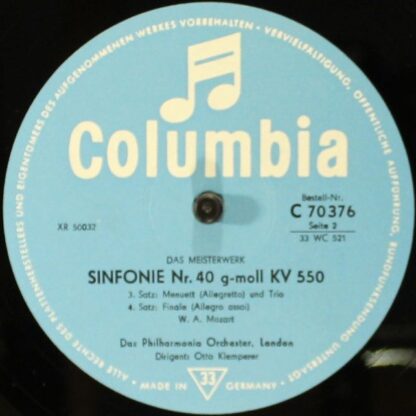 ALLE RECHTE DES PLATTENHERSTELLERS UND EIGENTÜMERS DES AUFGENOMMENEN WERKES VORBEHALTEN • VERVIELFÄLTIGUNG, ÖFFENTLICHE AUFFÜHRUNG, RUNDFUNKSENDUNG UNTERSAGT
Columbia
Bestell-Nr.
C 70376
XR 50037
Seite 2
33 WC 521
DAS MEISTERWERK
SINFONIE Nr. 40 g-moll KV 550
3. Satz: Menuett (Allegretto) und Trio
4. Satz: Finale (Allegro assai)
W. A. Mozart
Das Philharmonia Orchester, London
Dirigent: Otto Klemperer
MADE IN GERMANY
33